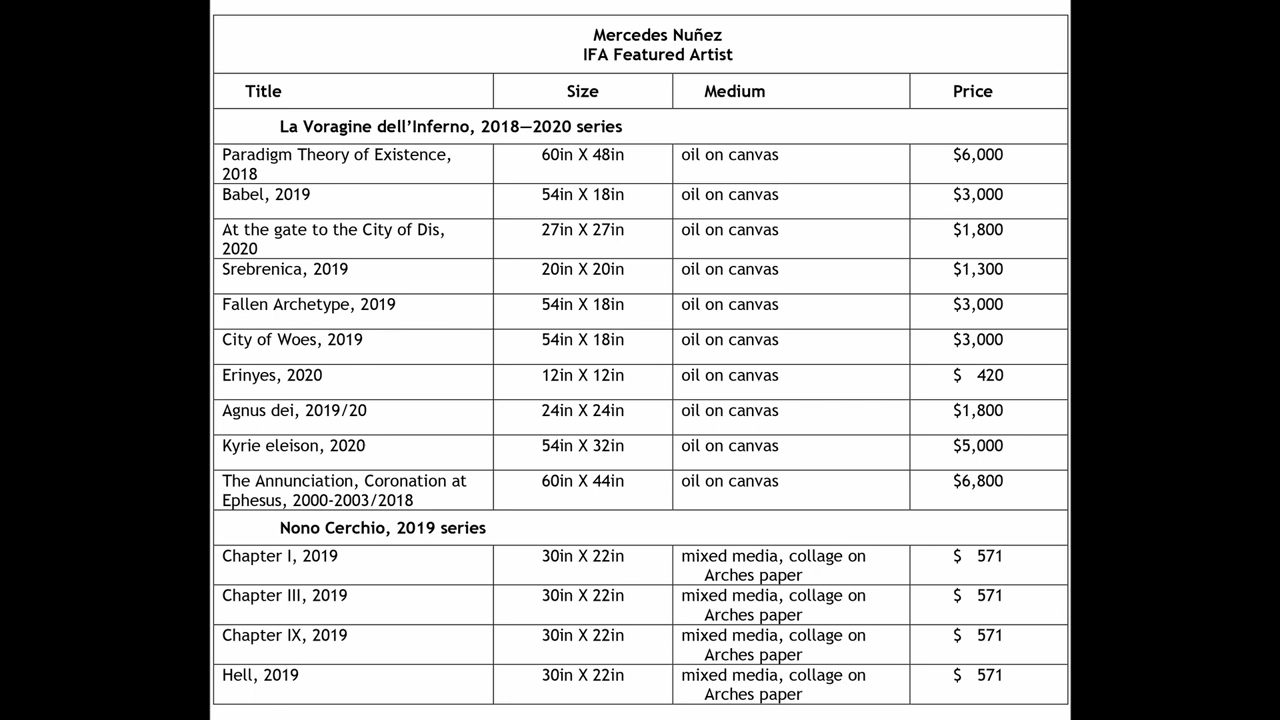 Mercedes Nuñez
IFA Featured Artist
Title Size Medium Price
La Voragine dell’Inferno, 2018—2020 series
Paradigm Theory of Existence, 60in X 48in oil on canvas $6,000
2018
Babel, 2019 54in X 18in oil on canvas $3,000
At the gate to the City of Dis, 27in X 27in oil on canvas $1,800
2020
Srebrenica, 2019 20in X 20in oil on canvas $1,300
Fallen Archetype, 2019 54in X 18in oil on canvas $3,000
City of Woes, 2019 54in X 18in oil on canvas $3,000
Erinyes, 2020 12in X 12in oil on canvas $ 420
Agnus dei, 2019/20 24in X 24in oil on canvas $1,800
Kyrie eleison, 2020 54in X 32in oil on canvas $5,000
The Annunciation, Coronation at 60in X 44in oil on canvas $6,800
Ephesus, 2000-2003/2018
Nono Cerchio, 2019 series
Chapter I, 2019 30in X 22in mixed media, collage on $ 571
Arches paper
Chapter III, 2019 30in X 22in mixed media, collage on $ 571
Arches paper
Chapter IX, 2019 30in X 22in mixed media, collage on $ 571
Arches paper
Hell, 2019 30in X 22in mixed media, collage on $ 571
Arches paper